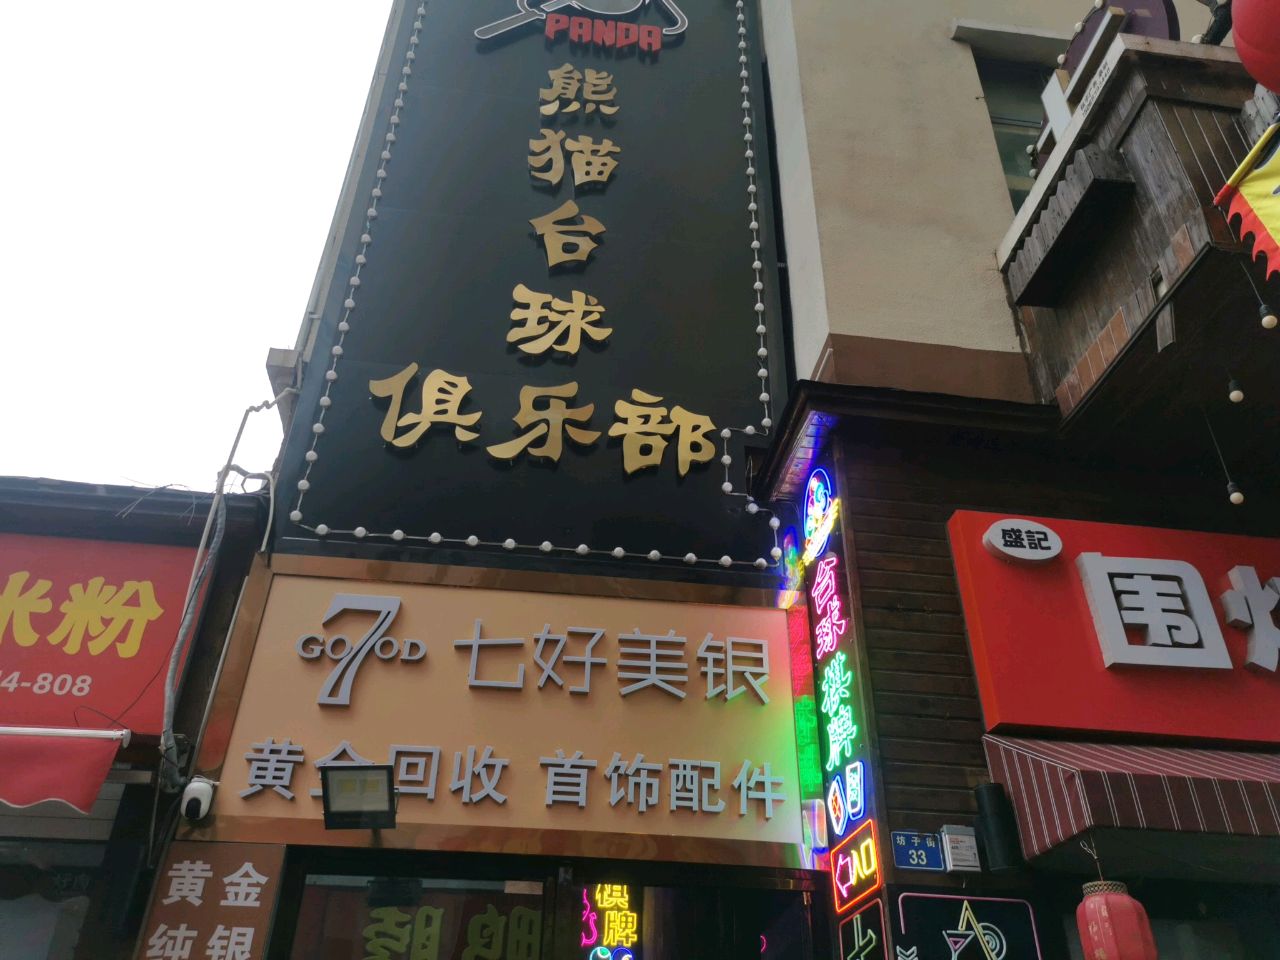 PANDA
熊猫台球
俱乐部
7
GOOD
七好美银
黄金回收 首饰配件
黄金
纯银
米粉
4-808
台球棋牌
棋牌
坊子街
33
盛記
围炉